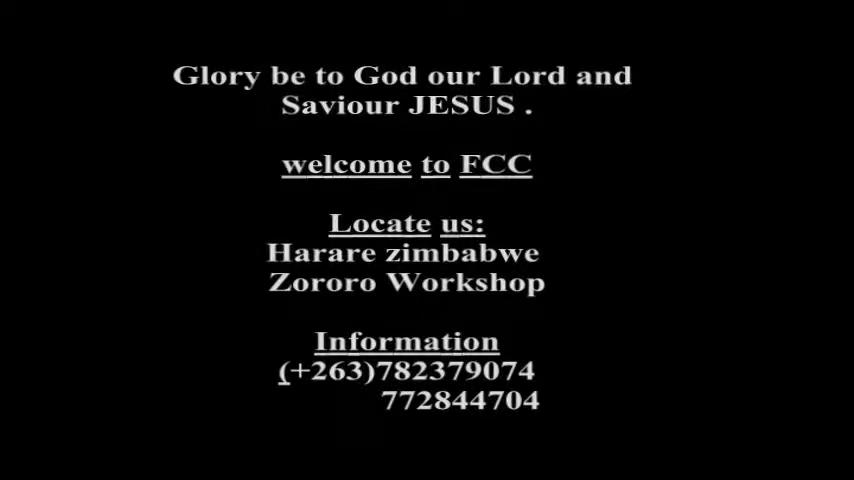 Glory be to God our Lord and
Saviour JESUS .
welcome to FCC
Locate us:
Harare zimbabwe
Zororo Workshop
Information
(+263)782379074
772844704